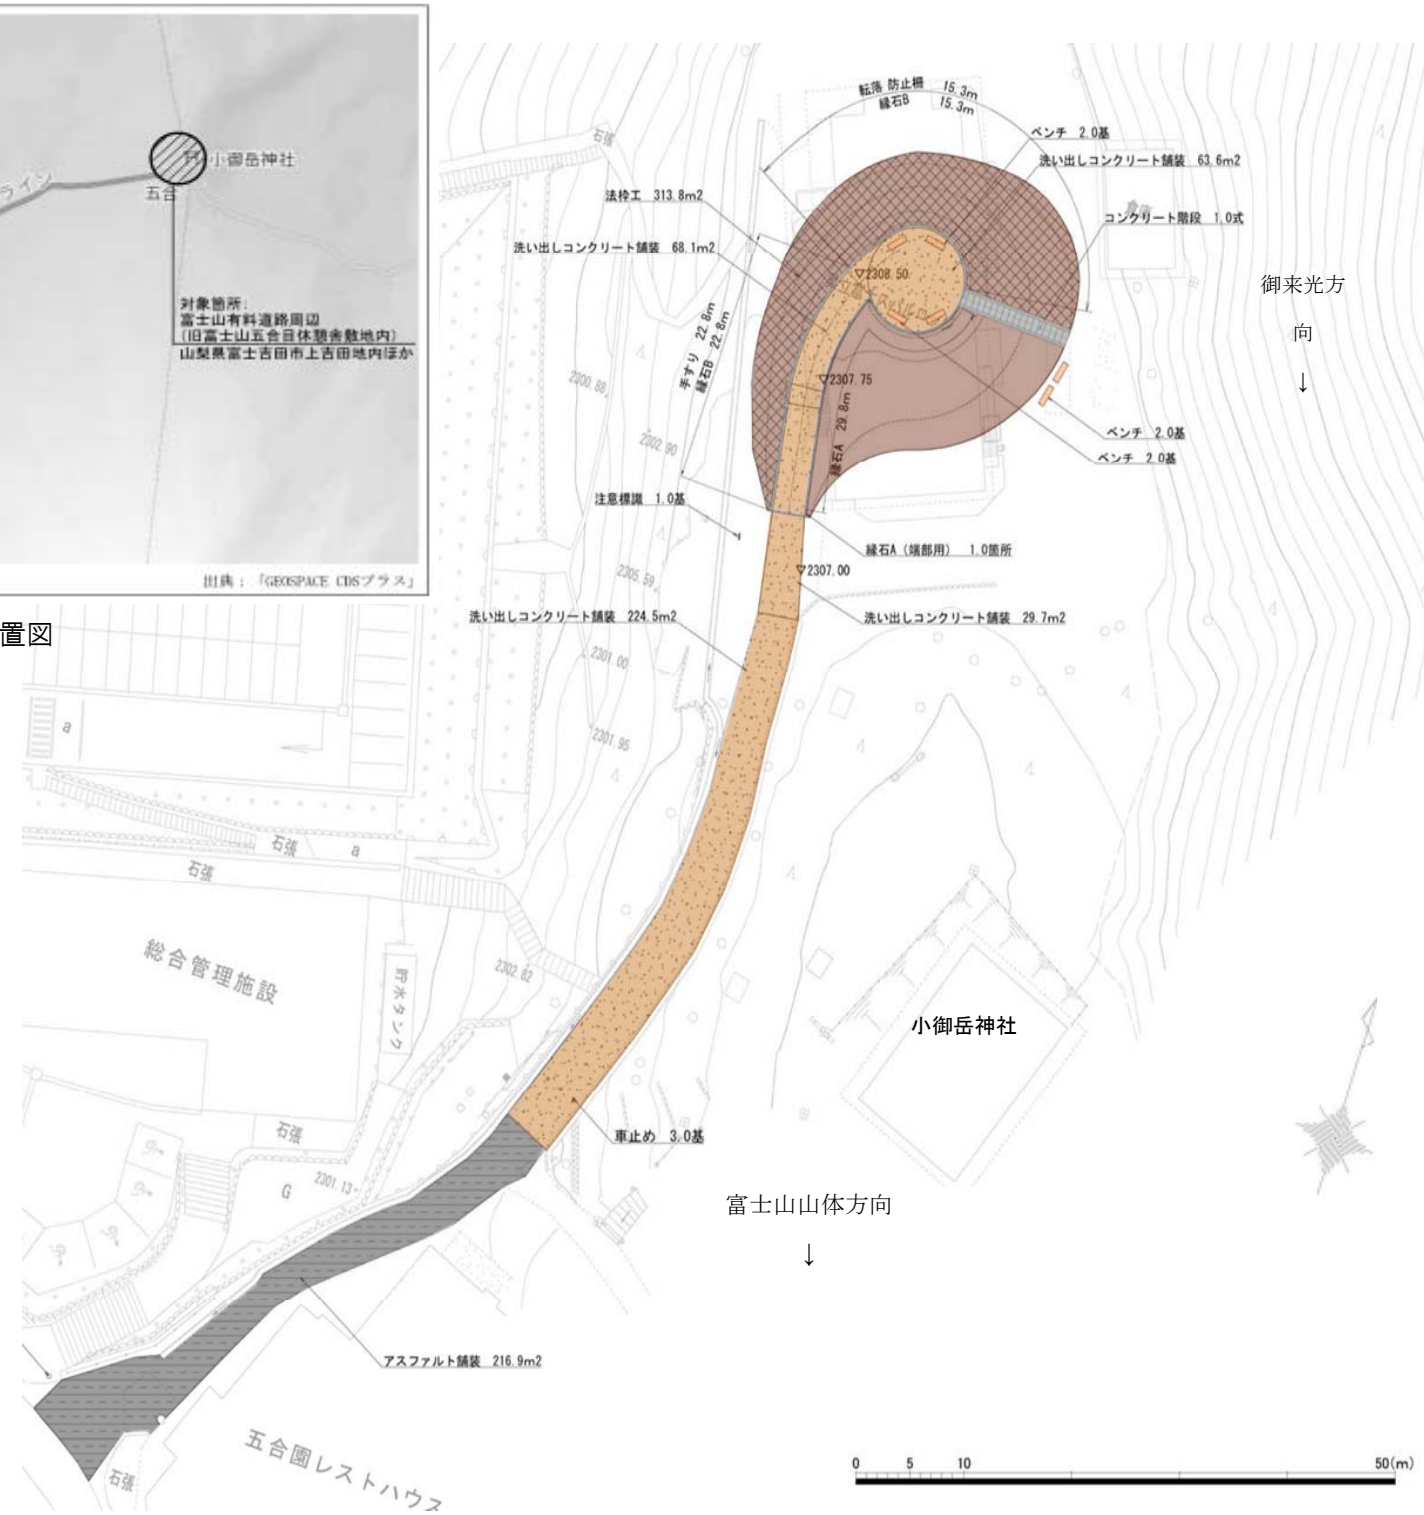 ライン
小御岳神社
五合
対象箇所:
富士山有料道路周辺
(旧富士山五合目休憩舎敷地内)
山梨県富士吉田市上吉田地内ほか
出典：「GEOSPACE CDSプラス」
置図
転落 防止柵 15.3m
縁石B 15.3m
ベンチ 2.0基
洗い出しコンクリート舗装 63.6m2
石張
法枠工 313.8m2
コンクリート階段 1.0式
洗い出しコンクリート舗装 68.1m2
▽2308.50
御来光方
向
↓
手すり 22.8m
縁石B 22.8m
2300.88
▽2307.75
縁石A 29.8m
2302.90
ベンチ 2.0基
ベンチ 2.0基
注意標識 1.0基
縁石A（端部用） 1.0箇所
2305.59
▽2307.00
洗い出しコンクリート舗装 224.5m2
洗い出しコンクリート舗装 29.7m2
2301.00
a
2301.95
石張
a
石張
総合管理施設
貯水タンク
2302.62
小御岳神社
石張
車止め 3.0基
2301.13
G
富士山山体方向
↓
アスファルト舗装 216.9m2
五合園レストハウス
石張
0 5 10 50(m)